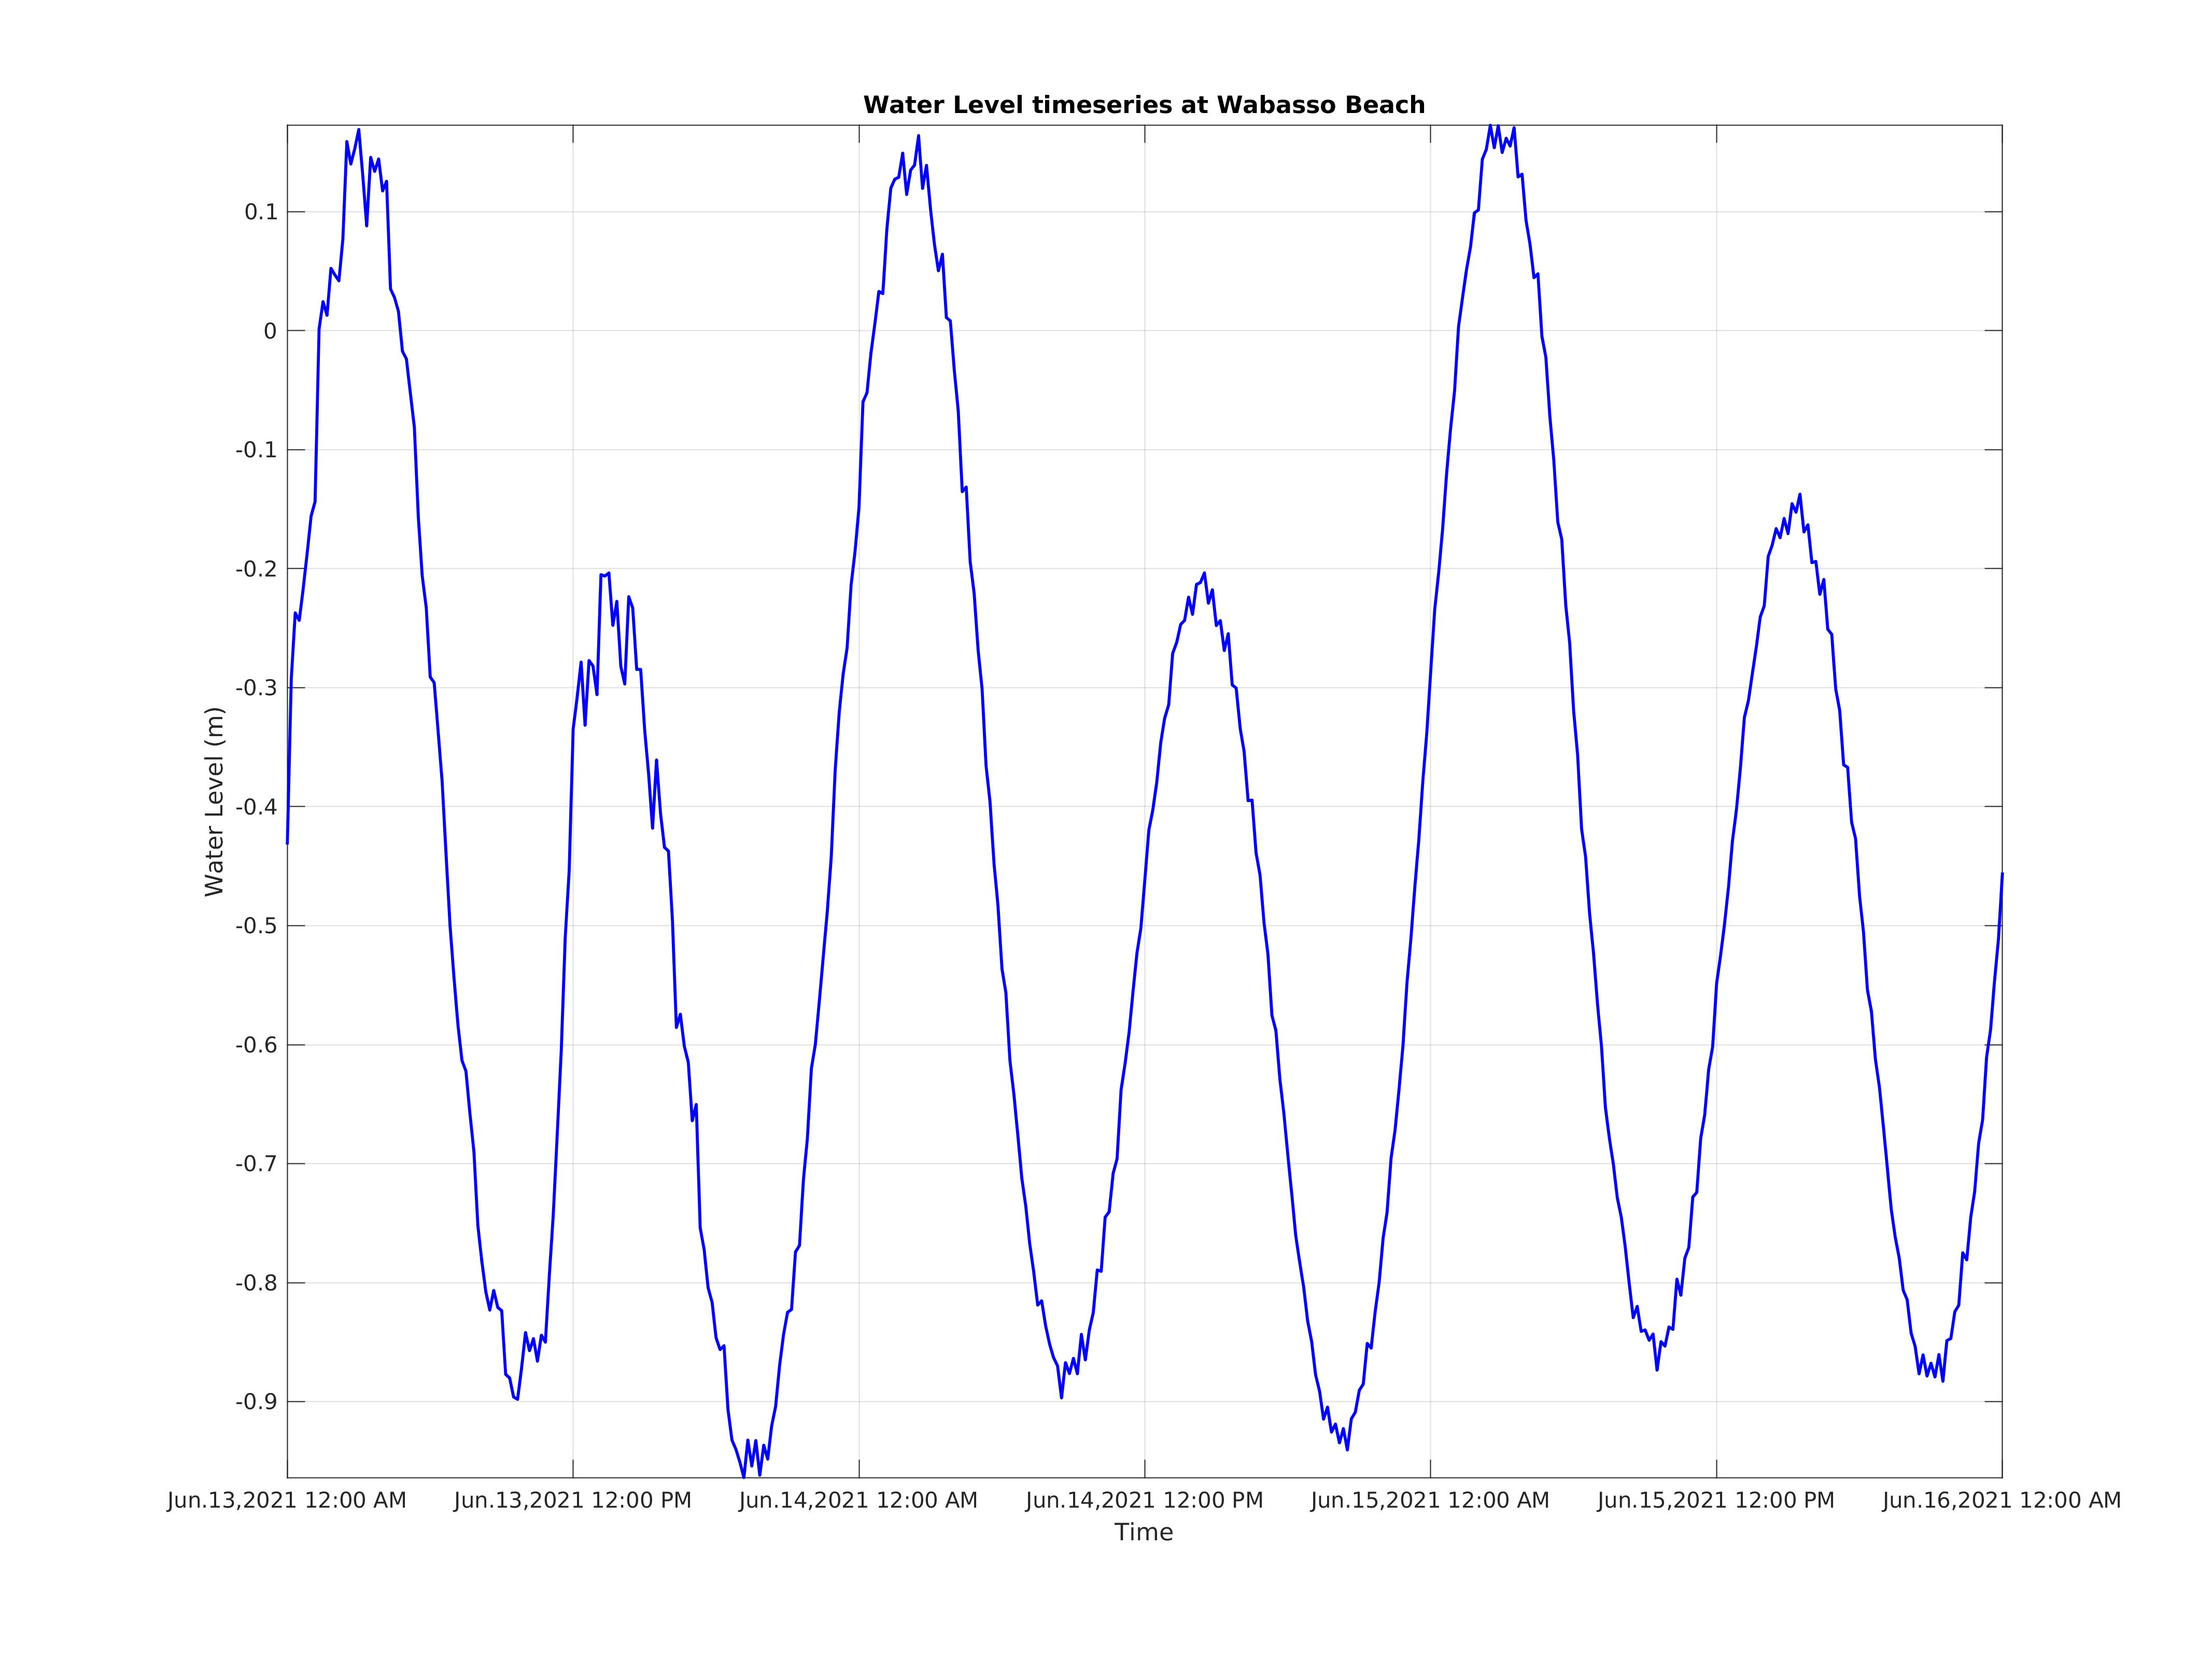 Water Level timeseries at Wabasso Beach
0.1
0
-0.1
-0.2
-0.3
-0.4
-0.5
-0.6
-0.7
-0.8
-0.9
Water Level (m)
Jun.13,2021 12:00 AM
Jun.13,2021 12:00 PM
Jun.14,2021 12:00 AM
Jun.14,2021 12:00 PM
Jun.15,2021 12:00 AM
Jun.15,2021 12:00 PM
Jun.16,2021 12:00 AM
Time